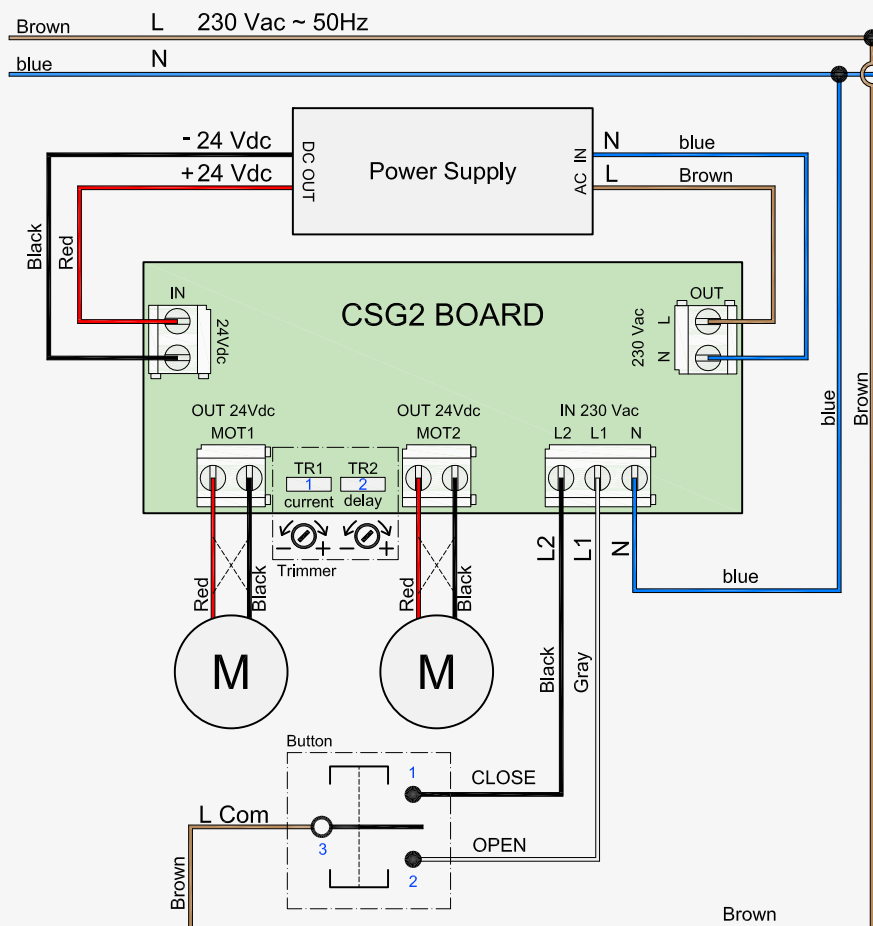 Brown L 230 Vac ~ 50Hz
blue N
- 24 Vdc
+ 24 Vdc
DC OUT
Power Supply
AC IN
N blue
L Brown
Black
Red
IN
24Vdc
CSG2 BOARD
OUT
230 Vac
L
N
blue
Brown
OUT 24Vdc
MOT1
TR1
1
current
TR2
2
delay
- +
- +
Trimmer
OUT 24Vdc
MOT2
IN 230 Vac
L2 L1 N
L2
L1
N
blue
Red
Black
Red
Black
M
M
Black
Gray
Button
1
CLOSE
L Com
3
OPEN
2
Brown
Brown